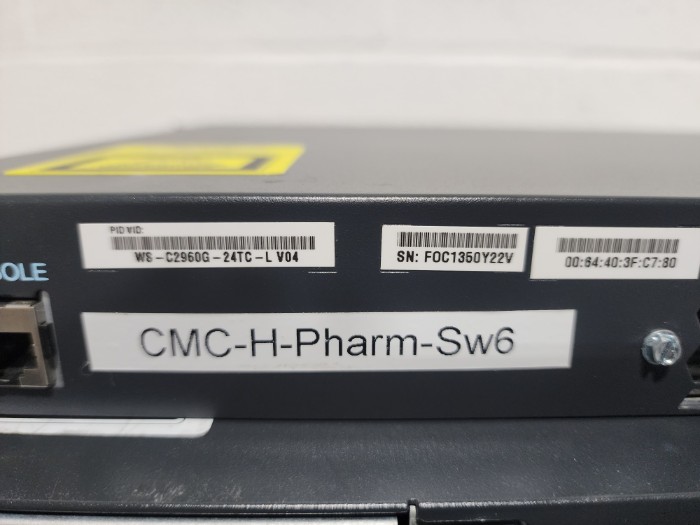 PID VID:
WS-C2960G-24TC-L V04
SN: FOC1350Y22V
00:64:40:3F:C7:80
OLE
CMC-H-Pharm-Sw6